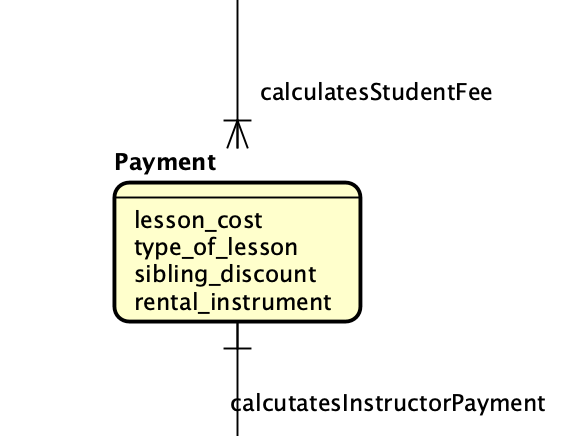 calculatesStudentFee
Payment
lesson_cost
type_of_lesson
sibling_discount
rental_instrument
calcutatesInstructorPayment